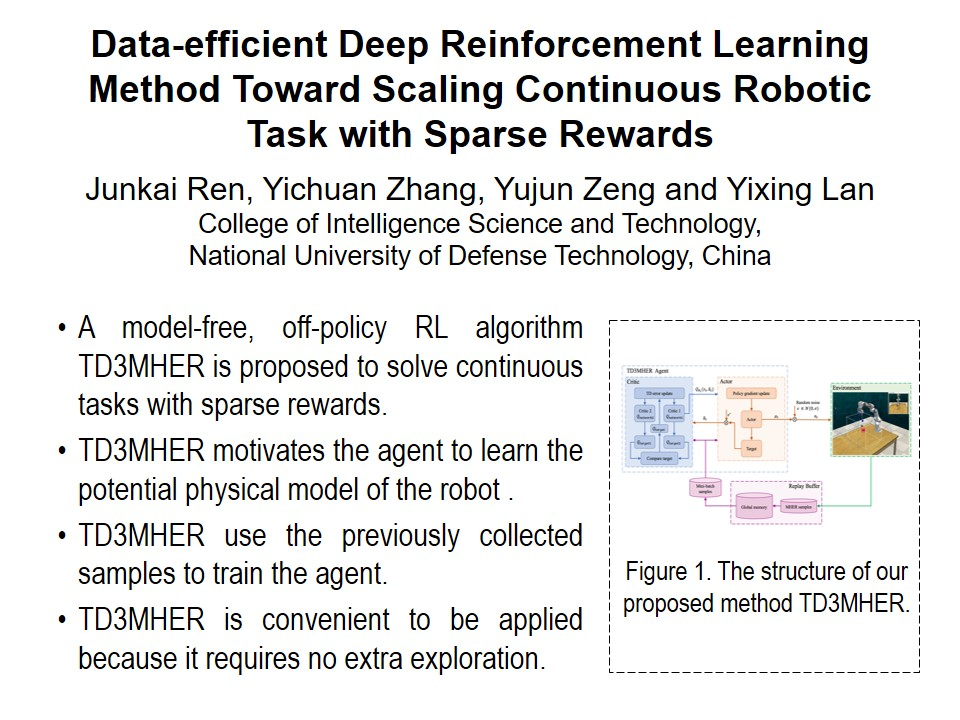 Data-efficient Deep Reinforcement Learning
Method Toward Scaling Continuous Robotic
Task with Sparse Rewards
Junkai Ren, Yichuan Zhang, Yujun Zeng and Yixing Lan
College of Intelligence Science and Technology,
National University of Defense Technology, China
• A model-free, off-policy RL algorithm
TD3MHER is proposed to solve continuous
tasks with sparse rewards.
• TD3MHER motivates the agent to learn the
potential physical model of the robot .
• TD3MHER use the previously collected
samples to train the agent.
• TD3MHER is convenient to be applied
because it requires no extra exploration.
TD3MHER Agent
Critic
TD error update
Critic 2
Critic 1
Compare target
Actor
Policy gradient update
Actor
Target
Random noise
Environment
Mini-batch
samples
Replay Buffer
Global memory
MHER samples
Figure 1. The structure of our
proposed method TD3MHER.